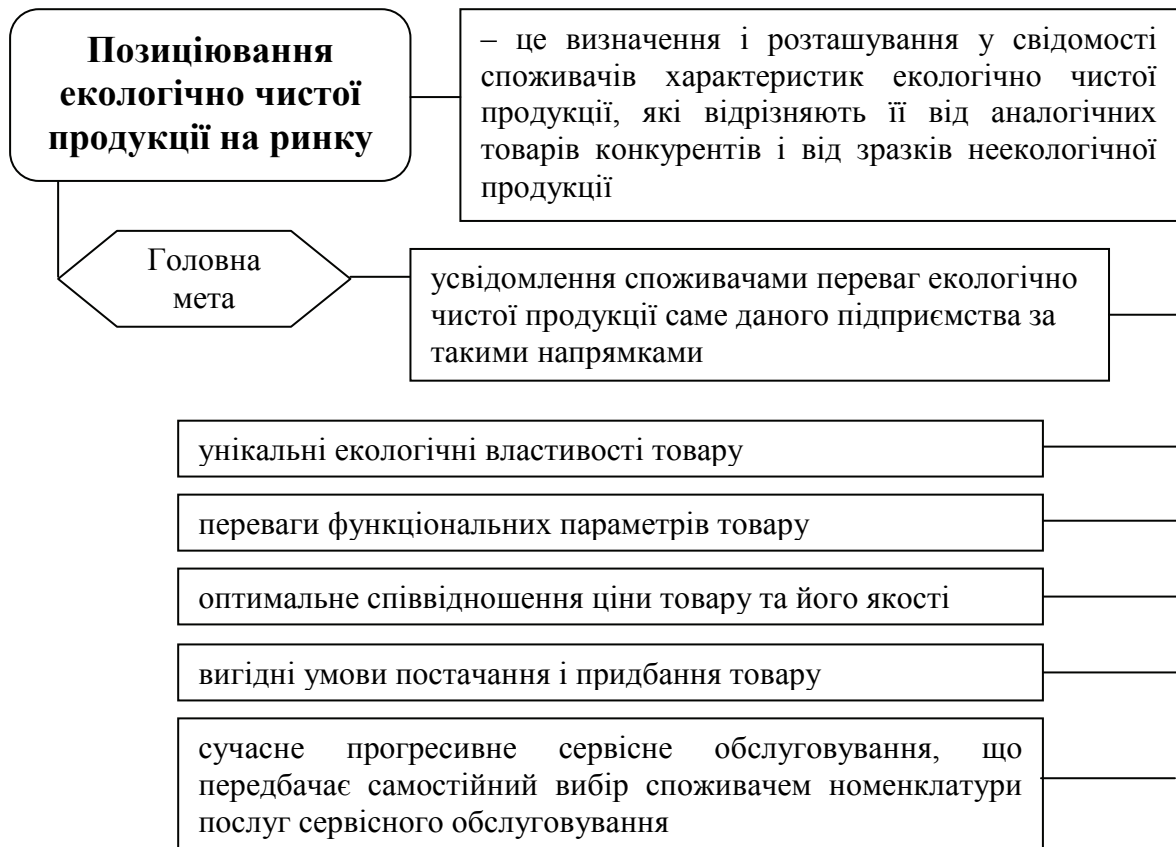 Позиціювання
екологічно чистої
продукції на ринку
– це визначення і розташування у свідомості
споживачів характеристик екологічно чистої
продукції, які відрізняють її від аналогічних
товарів конкурентів і від зразків неекологічної
продукції
Головна
мета
усвідомлення споживачами переваг екологічно
чистої продукції саме даного підприємства за
такими напрямками
унікальні екологічні властивості товару
переваги функціональних параметрів товару
оптимальне співвідношення ціни товару та його якості
вигідні умови постачання і придбання товару
сучасне прогресивне сервісне обслуговування, що
передбачає самостійний вибір споживачем номенклатури
послуг сервісного обслуговування